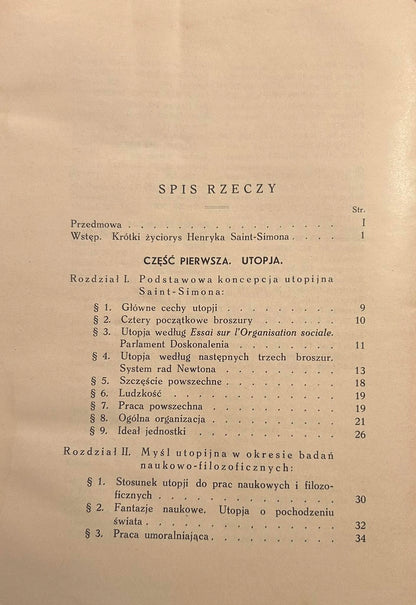 SPIS RZECZY
Str.
Przedmowa . . . . . . . . . . . . . . . . I
Wstęp. Krótki życiorys Henryka Saint-Simona . . . . 1
CZĘŚĆ PIERWSZA. UTOPJA.
Rozdział I. Podstawowa koncepcja utopijna
Saint-Simona:
§ 1. Główne cechy utopji . . . . . . . . . 9
§ 2. Cztery początkowe broszury . . . . . . . 10
§ 3. Utopja według Essai sur l'Organisation sociale.
Parlament Doskonalenia . . . . . . . . 11
§ 4. Utopja według następnych trzech broszur.
System rad Newtona . . . . . . . . . 13
§ 5. Szczęście powszechne . . . . . . . . . 18
§ 6. Ludzkość . . . . . . . . . . . . 19
§ 7. Praca powszechna . . . . . . . . . . 19
§ 8. Ogólna organizacja . . . . . . . . . . 21
§ 9. Ideał jednostki . . . . . . . . . . . 26
Rozdział II. Myśl utopijna w okresie badań
naukowo-filozoficznych:
§ 1. Stosunek utopji do prac naukowych i filozo-
ficznych . . . . . . . . . . . . . 30
§ 2. Fantazje naukowe. Utopja o pochodzeniu
świata . . . . . . . . . . . . . . 32
§ 3. Praca umoralniająca . . . . . . . . . . 34